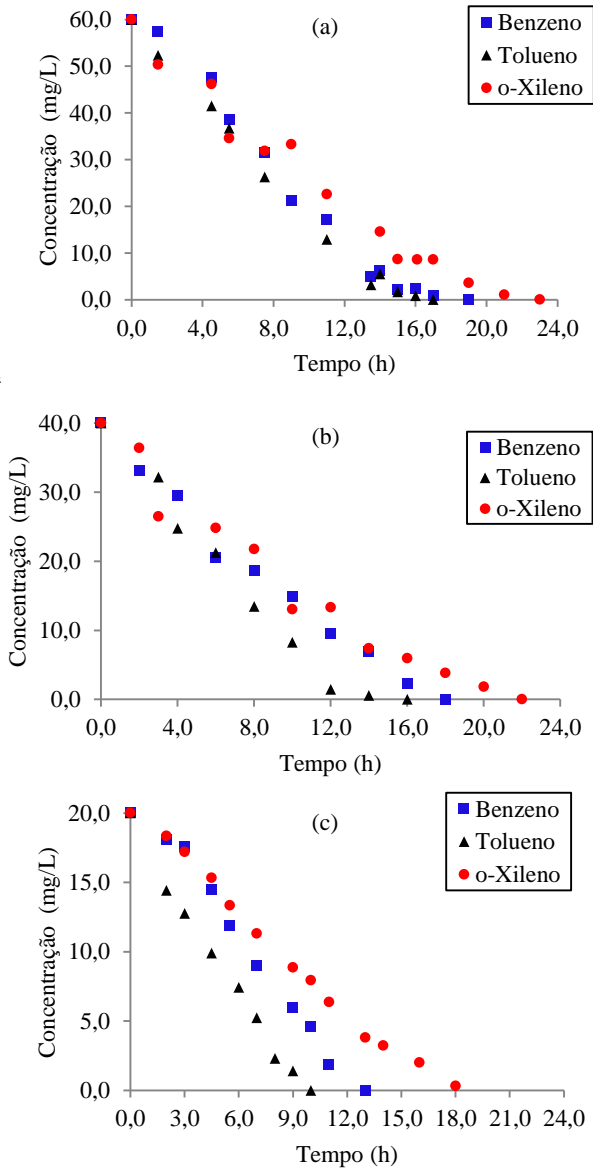 (a)
Benzeno
Tolueno
o-Xileno
Concentração (mg/L)
60,0
50,0
40,0
30,0
20,0
10,0
0,0
0,0 4,0 8,0 12,0 16,0 20,0 24,0
Tempo (h)
(b)
Benzeno
Tolueno
o-Xileno
Concentração (mg/L)
40,0
30,0
20,0
10,0
0,0
0,0 4,0 8,0 12,0 16,0 20,0 24,0
Tempo (h)
(c)
Benzeno
Tolueno
o-Xileno
Concentração (mg/L)
20,0
15,0
10,0
5,0
0,0
0,0 3,0 6,0 9,0 12,0 15,0 18,0 21,0 24,0
Tempo (h)